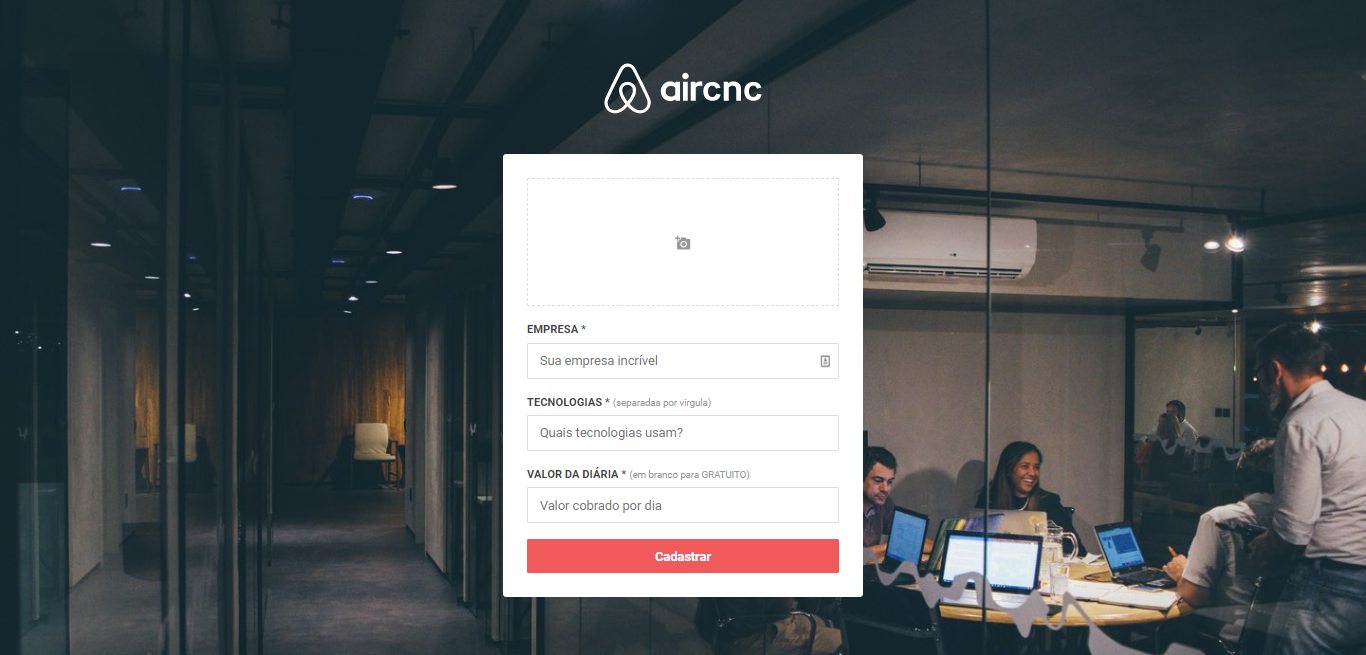 aircnc
EMPRESA *
Sua empresa incrível
TECNOLOGIAS * (separadas por virgula)
Quais tecnologias usam?
VALOR DA DIÁRIA * (em branco para GRATUITO)
Valor cobrado por dia
Cadastrar